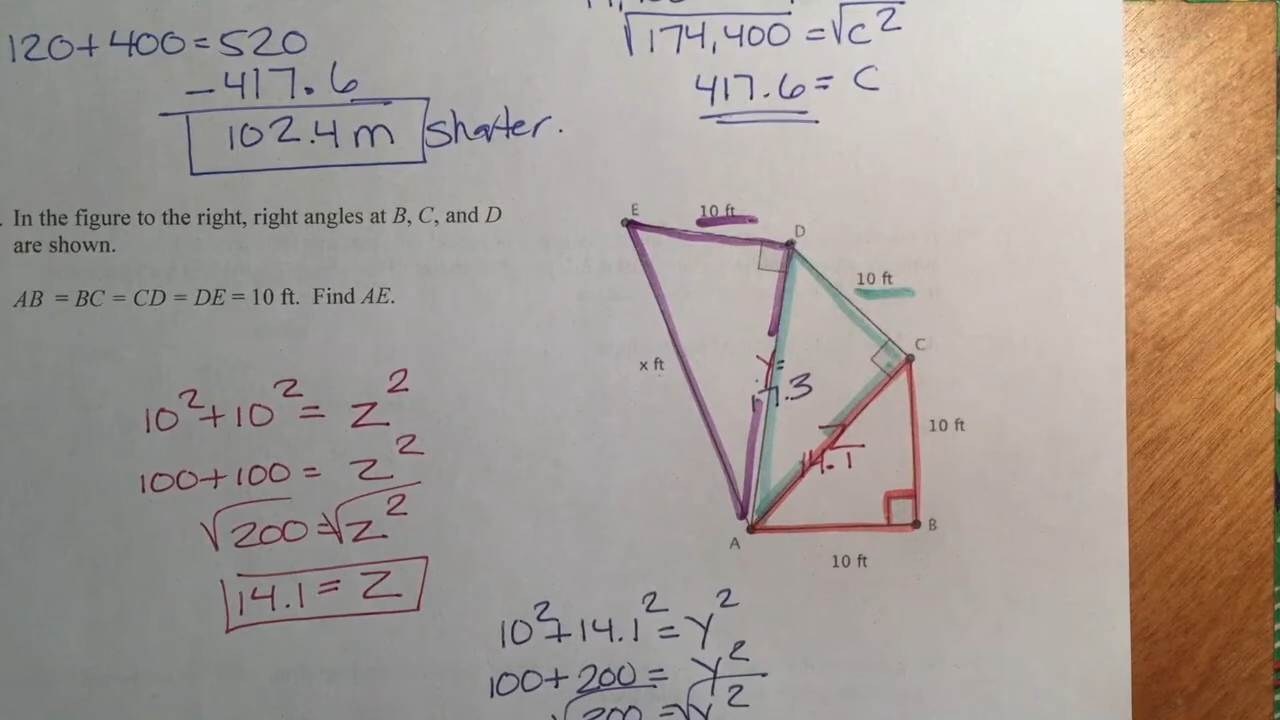 120+400=520
-417.6
102.4 m shorter.
√174,400 = √c²
417.6 = C
. In the figure to the right, right angles at B, C, and D
are shown.
AB = BC = CD = DE = 10 ft. Find AE.
E
10 ft
D
10 ft
C
x ft
y=
17.3
10 ft
z
14.1
B
A
10 ft
10²+10²= z²
100+100= z²
√200=√z²
14.1 = z
10²+14.1²=y²
100+200= y²